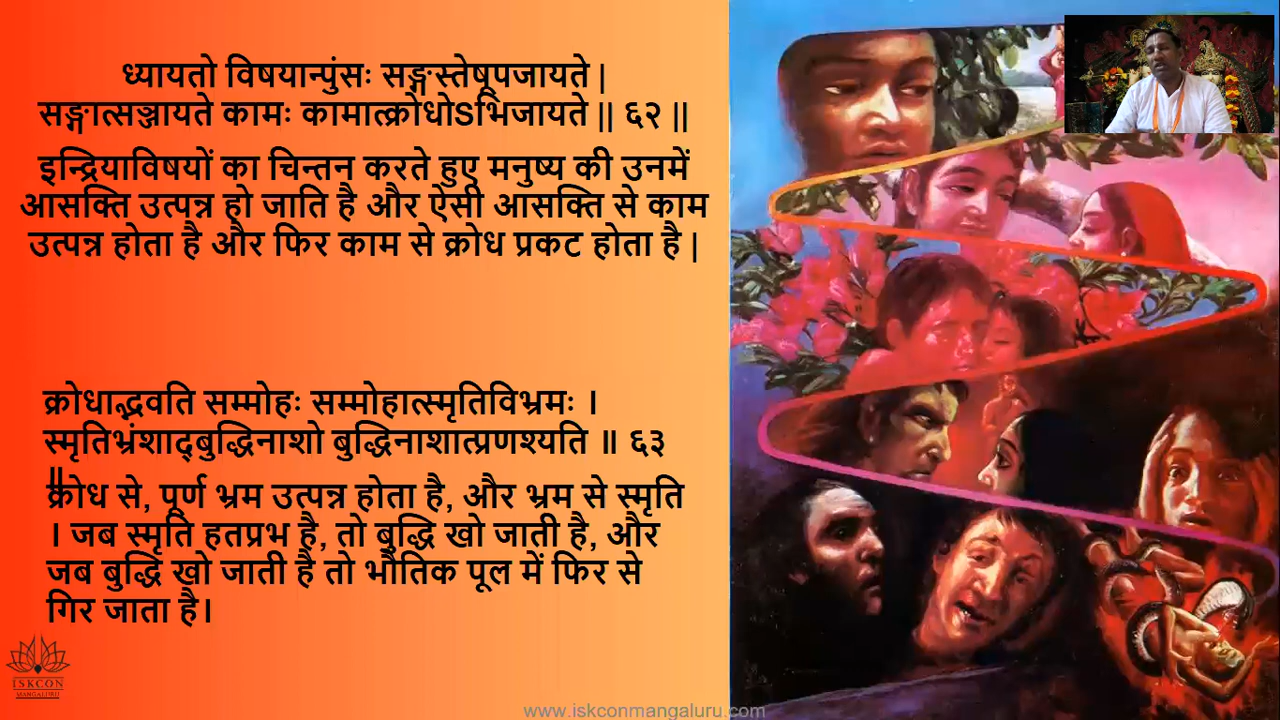 ध्यायतो विषयान्पुंसः सङ्गस्तेषूपजायते |
सङ्गात्सञ्जायते कामः कामात्क्रोधोSभिजायते || ६२ ||
इन्द्रियाविषयों का चिन्तन करते हुए मनुष्य की उनमें
आसक्ति उत्पन्न हो जाति है और ऐसी आसक्ति से काम
उत्पन्न होता है और फिर काम से क्रोध प्रकट होता है |
क्रोधाद्भवति सम्मोहः सम्मोहात्स्मृतिविभ्रमः ।
स्मृतिभ्रंशाद्बुद्धिनाशो बुद्धिनाशात्प्रणश्यति ॥ ६३
॥
क्रोध से, पूर्ण भ्रम उत्पन्न होता है, और भ्रम से स्मृति
। जब स्मृति हतप्रभ है, तो बुद्धि खो जाती है, और
जब बुद्धि खो जाती है तो भौतिक पूल में फिर से
गिर जाता है।
ISKCON
MANGALURU
www.iskconmangaluru.com